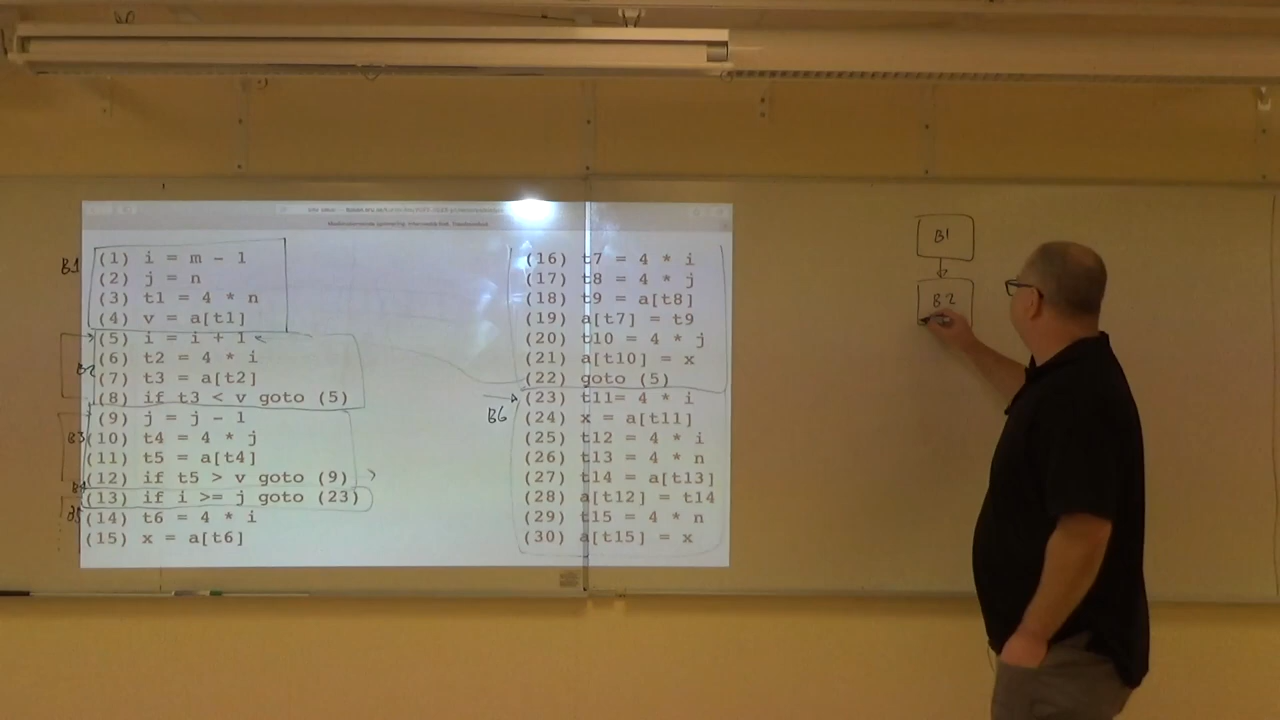 B1
(1) i = m - 1
(2) j = n
(3) t1 = 4 * n
(4) v = a[t1]
B2
(5) i = i + 1
(6) t2 = 4 * i
(7) t3 = a[t2]
(8) if t3 < v goto (5)
B3
(9) j = j - 1
(10) t4 = 4 * j
(11) t5 = a[t4]
(12) if t5 > v goto (9)
B4
(13) if i >= j goto (23)
B5
(14) t6 = 4 * i
(15) x = a[t6]
(16) t7 = 4 * i
(17) t8 = 4 * j
(18) t9 = a[t8]
(19) a[t7] = t9
(20) t10 = 4 * j
(21) a[t10] = x
(22) goto (5)
B6
(23) t11= 4 * i
(24) x = a[t11]
(25) t12 = 4 * i
(26) t13 = 4 * n
(27) t14 = a[t13]
(28) a[t12] = t14
(29) t15 = 4 * n
(30) a[t15] = x
B1
B2